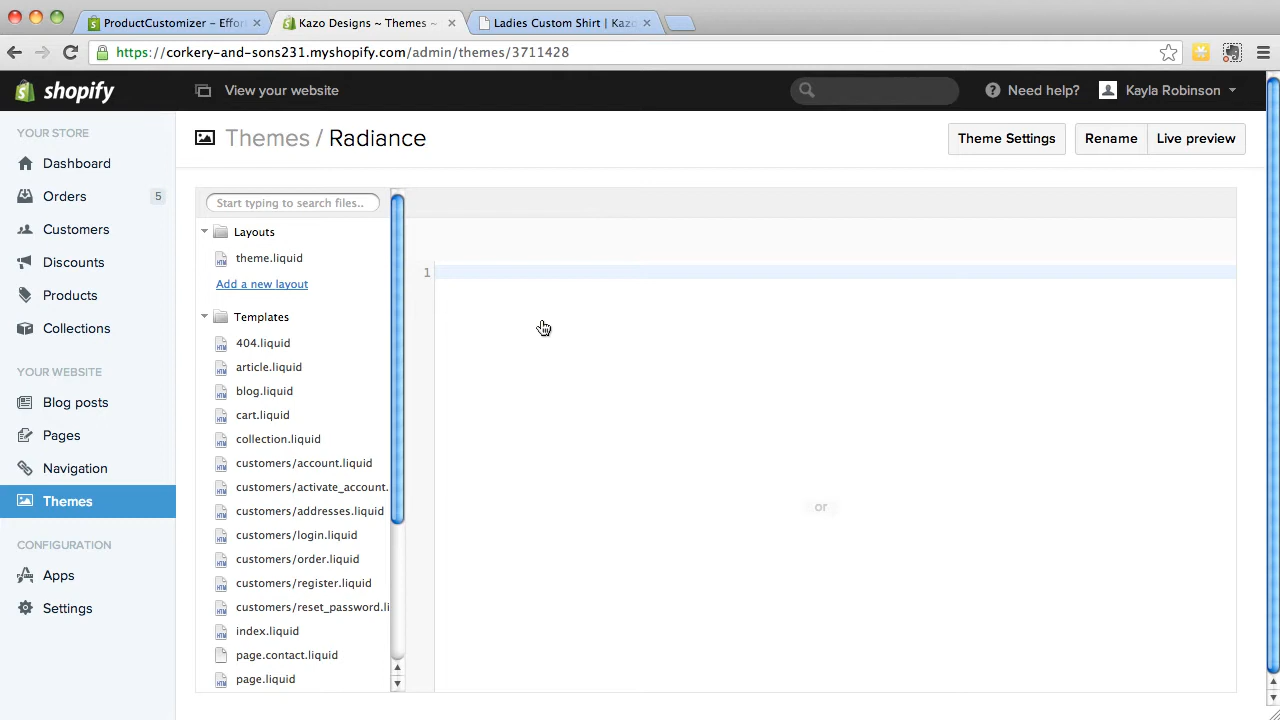 ProductCustomizer – Effor
Kazo Designs ~ Themes ~
Ladies Custom Shirt | Kazo
https://corkery-and-sons231.myshopify.com/admin/themes/3711428
shopify
View your website
Need help?
Kayla Robinson
YOUR STORE
Dashboard
Orders
5
Customers
Discounts
Products
Collections
YOUR WEBSITE
Blog posts
Pages
Navigation
Themes
CONFIGURATION
Apps
Settings
Themes / Radiance
Theme Settings
Rename
Live preview
Start typing to search files..
Layouts
theme.liquid
Add a new layout
Templates
404.liquid
article.liquid
blog.liquid
cart.liquid
collection.liquid
customers/account.liquid
customers/activate_account.
customers/addresses.liquid
customers/login.liquid
customers/order.liquid
customers/register.liquid
customers/reset_password.li
index.liquid
page.contact.liquid
page.liquid
1
or